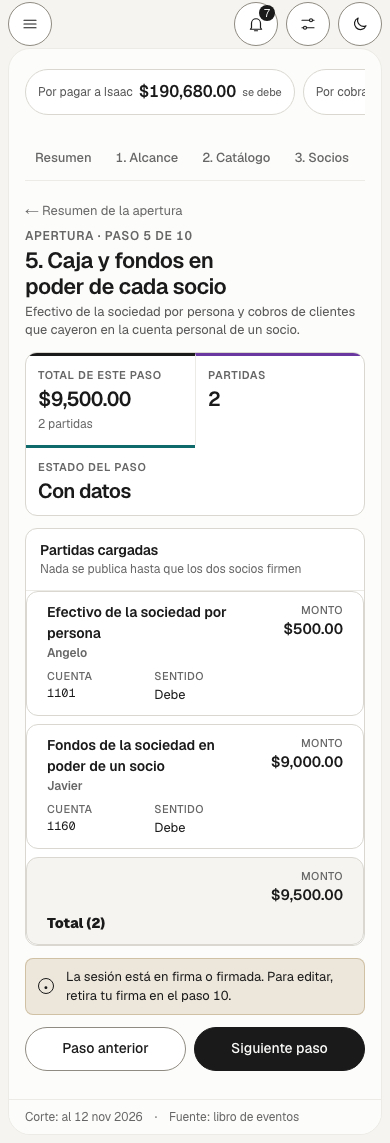 7
Por pagar a Isaac $190,680.00 se debe
Por cobra
Resumen 1. Alcance 2. Catálogo 3. Socios
← Resumen de la apertura
APERTURA · PASO 5 DE 10
5. Caja y fondos en
poder de cada socio
Efectivo de la sociedad por persona y cobros de clientes
que cayeron en la cuenta personal de un socio.
TOTAL DE ESTE PASO
$9,500.00
2 partidas
PARTIDAS
2
ESTADO DEL PASO
Con datos
Partidas cargadas
Nada se publica hasta que los dos socios firmen
Efectivo de la sociedad por
persona
Angelo
MONTO
$500.00
CUENTA
1101
SENTIDO
Debe
Fondos de la sociedad en
poder de un socio
Javier
MONTO
$9,000.00
CUENTA
1160
SENTIDO
Debe
MONTO
$9,500.00
Total (2)
La sesión está en firma o firmada. Para editar,
retira tu firma en el paso 10.
Paso anterior
Siguiente paso
Corte: al 12 nov 2026 · Fuente: libro de eventos